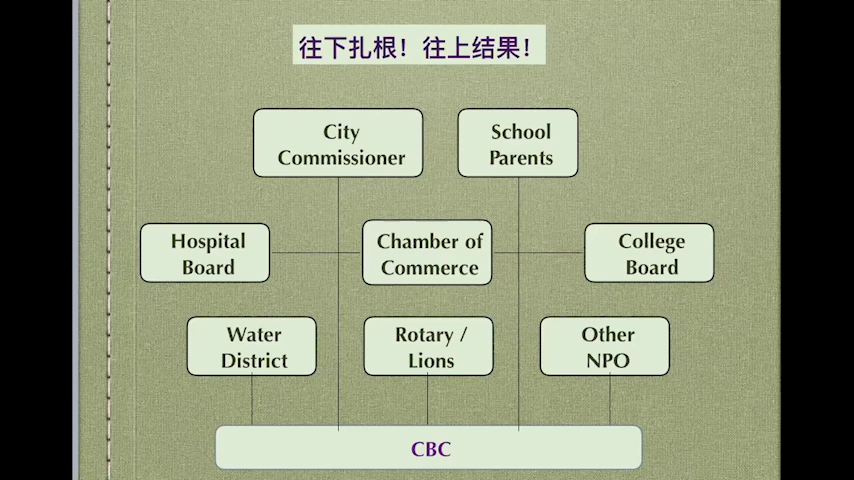 往下扎根！往上结果！
City
Commissioner
School
Parents
Hospital
Board
Chamber of
Commerce
College
Board
Water
District
Rotary /
Lions
Other
NPO
CBC